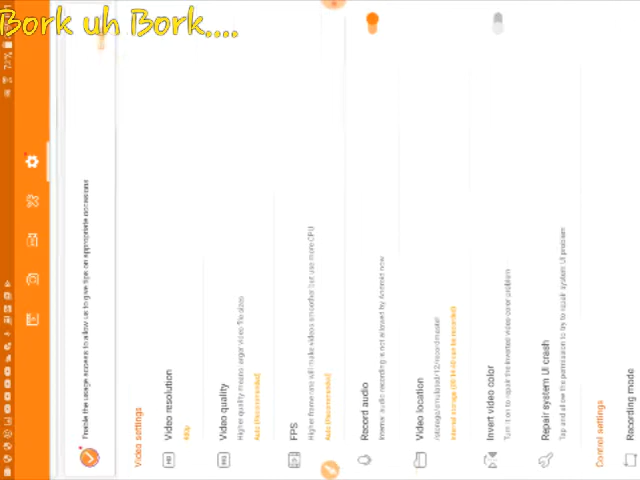 Bork uh Bork....
Enable the usage access to allow us to give tips on appropriate occasions
Video settings
Video resolution
Video quality
Higher quality means larger video file sizes
Auto (Recommended)
FPS
Higher frame rate will make videos smoother but use more CPU
Auto (Recommended)
Record audio
Internal audio recording is not allowed by Android now
Video location
Invert video color
Turn it on to repair the inverted video color problem
Repair system UI crash
Tap and allow the permission to try to repair system UI problem
Control settings
Recording mode